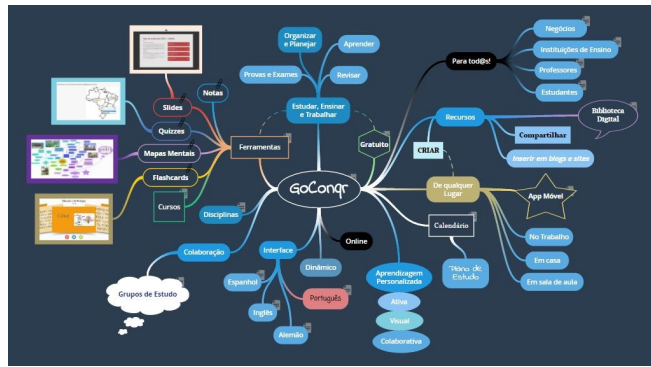 Organizar
e Planejar
Aprender
Provas e Exames
Revisar
Estudar, Ensinar
e Trabalhar
Notas
Slides
Quizzes
Mapas Mentais
Flashcards
Cursos
Ferramentas
Gratuito
Para tod@s!
Negócios
Instituições de Ensino
Professores
Estudantes
Recursos
Biblioteca
Digital
Compartilhar
Inserir em blogs e sites
CRIAR
De qualquer
Lugar
App Móvel
No Trabalho
Em casa
Em sala de aula
GoConqr
Calendário
Plano de
Estudo
Disciplinas
Colaboração
Grupos de Estudo
Interface
Espanhol
Inglês
Alemão
Português
Dinâmico
Online
Aprendizagem
Personalizada
Ativa
Visual
Colaborativa